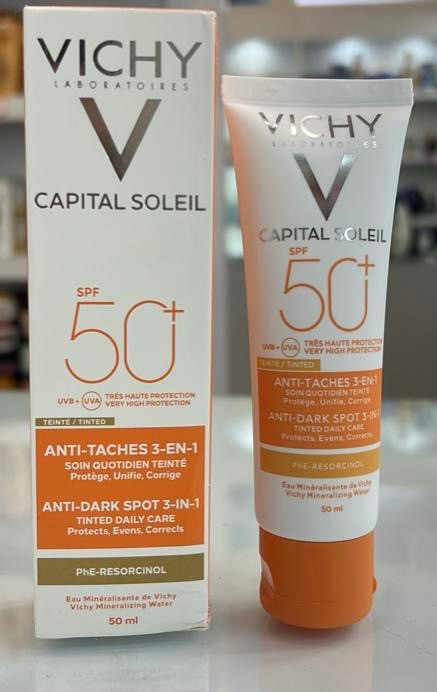 VICHY
LABORATOIRES
CAPITAL SOLEIL
SPF
50+
UVB + UVA TRÈS HAUTE PROTECTION
VERY HIGH PROTECTION
TEINTÉ / TINTED
ANTI-TACHES 3-EN-1
SOIN QUOTIDIEN TEINTÉ
Protège, Unifie, Corrige
ANTI-DARK SPOT 3-IN-1
TINTED DAILY CARE
Protects, Evens, Corrects
PhE-RESORCINOL
Eau Minéralisante de Vichy
Vichy Mineralizing Water
50 ml
VICHY
LABORATOIRES
CAPITAL SOLEIL
SPF
50+
UVB + UVA TRÈS HAUTE PROTECTION
VERY HIGH PROTECTION
TEINTÉ / TINTED
ANTI-TACHES 3-EN-1
SOIN QUOTIDIEN TEINTÉ
Protège, Unifie, Corrige
ANTI-DARK SPOT 3-IN-1
TINTED DAILY CARE
Protects, Evens, Corrects
PhE-RESORCINOL
Eau Minéralisante de Vichy
Vichy Mineralizing Water
50 ml